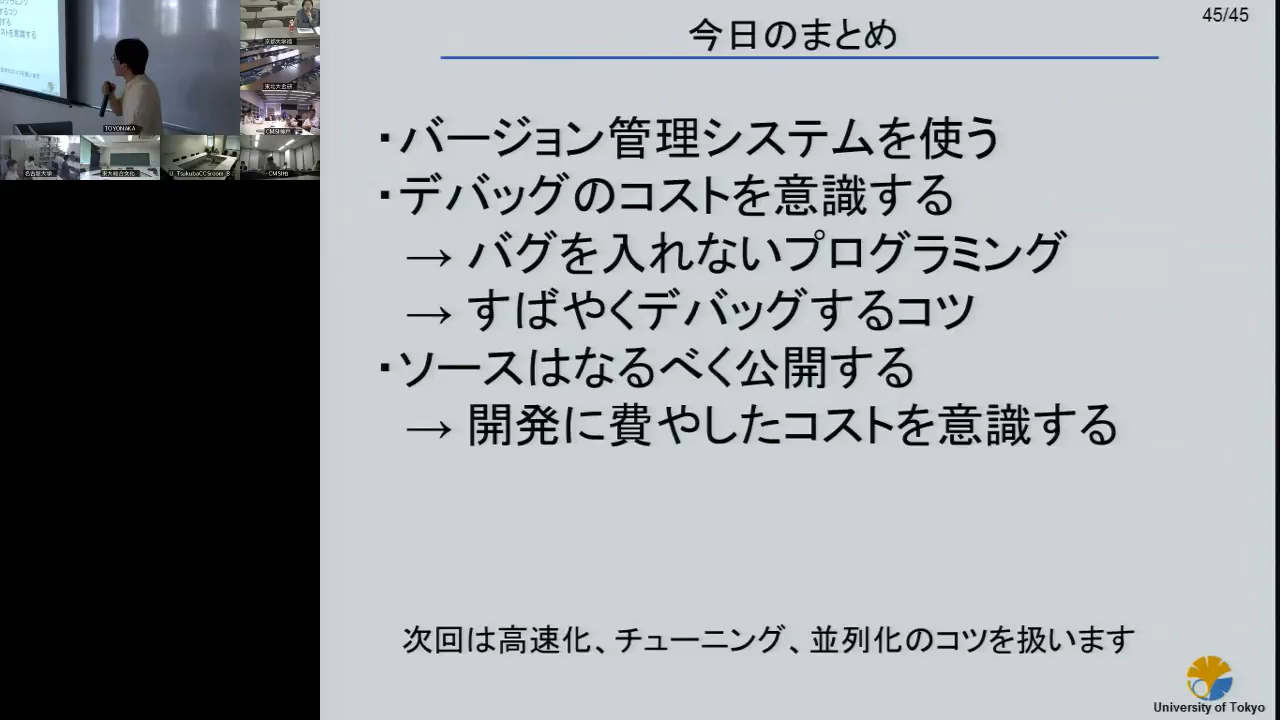 45/45
今日のまとめ
・バージョン管理システムを使う
・デバッグのコストを意識する
→ バグを入れないプログラミング
→ すばやくデバッグするコツ
・ソースはなるべく公開する
→ 開発に費やしたコストを意識する
次回は高速化、チューニング、並列化のコツを扱います
University of Tokyo
TOYONAKA
京都大学
東北大金研
CMSI神戸
名古屋大学
東大総合文化
U_TsukubaCCSroom_B
CMSI柏